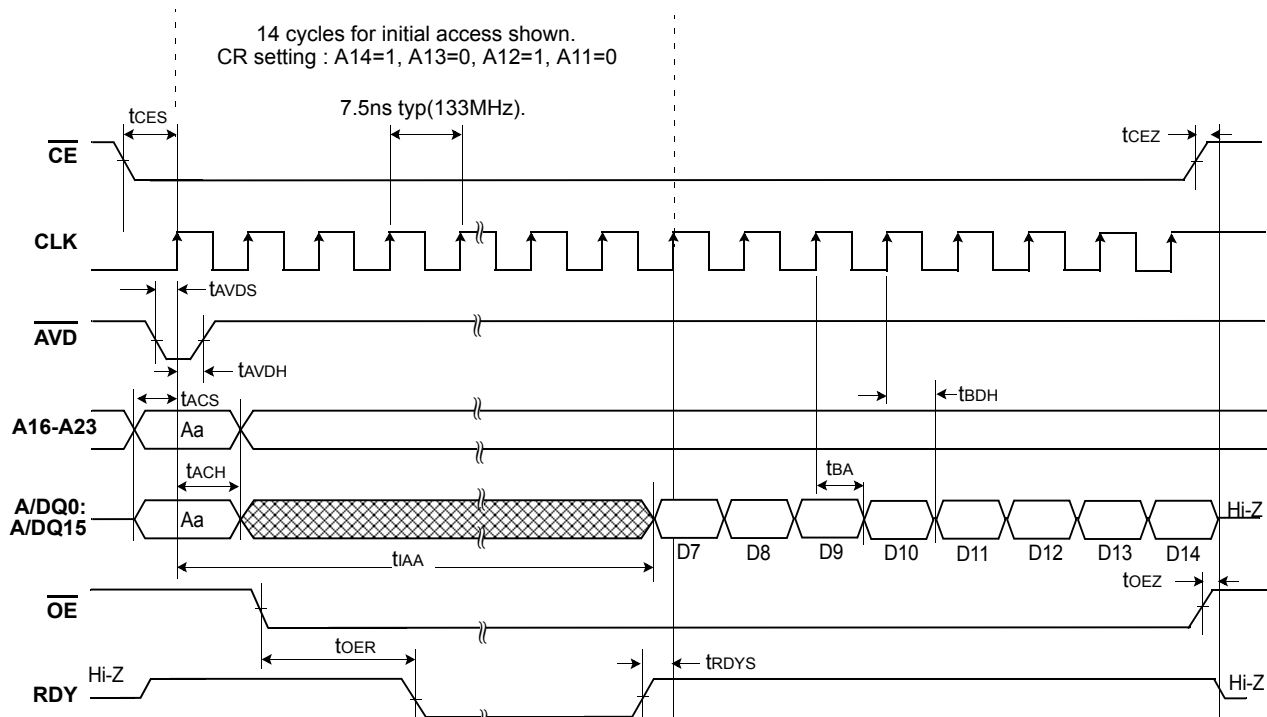 14 cycles for initial access shown.
CR setting : A14=1, A13=0, A12=1, A11=0
7.5ns typ(133MHz).
tCES
tCEZ
CE
CLK
tAVDS
AVD
tAVDH
tACS
tBDH
A16-A23
Aa
tACH
tBA
A/DQ0:
A/DQ15
Aa
Hi-Z
D7 D8 D9 D10 D11 D12 D13 D14
tIAA
tOEZ
OE
tOER
tRDYS
Hi-Z
Hi-Z
RDY